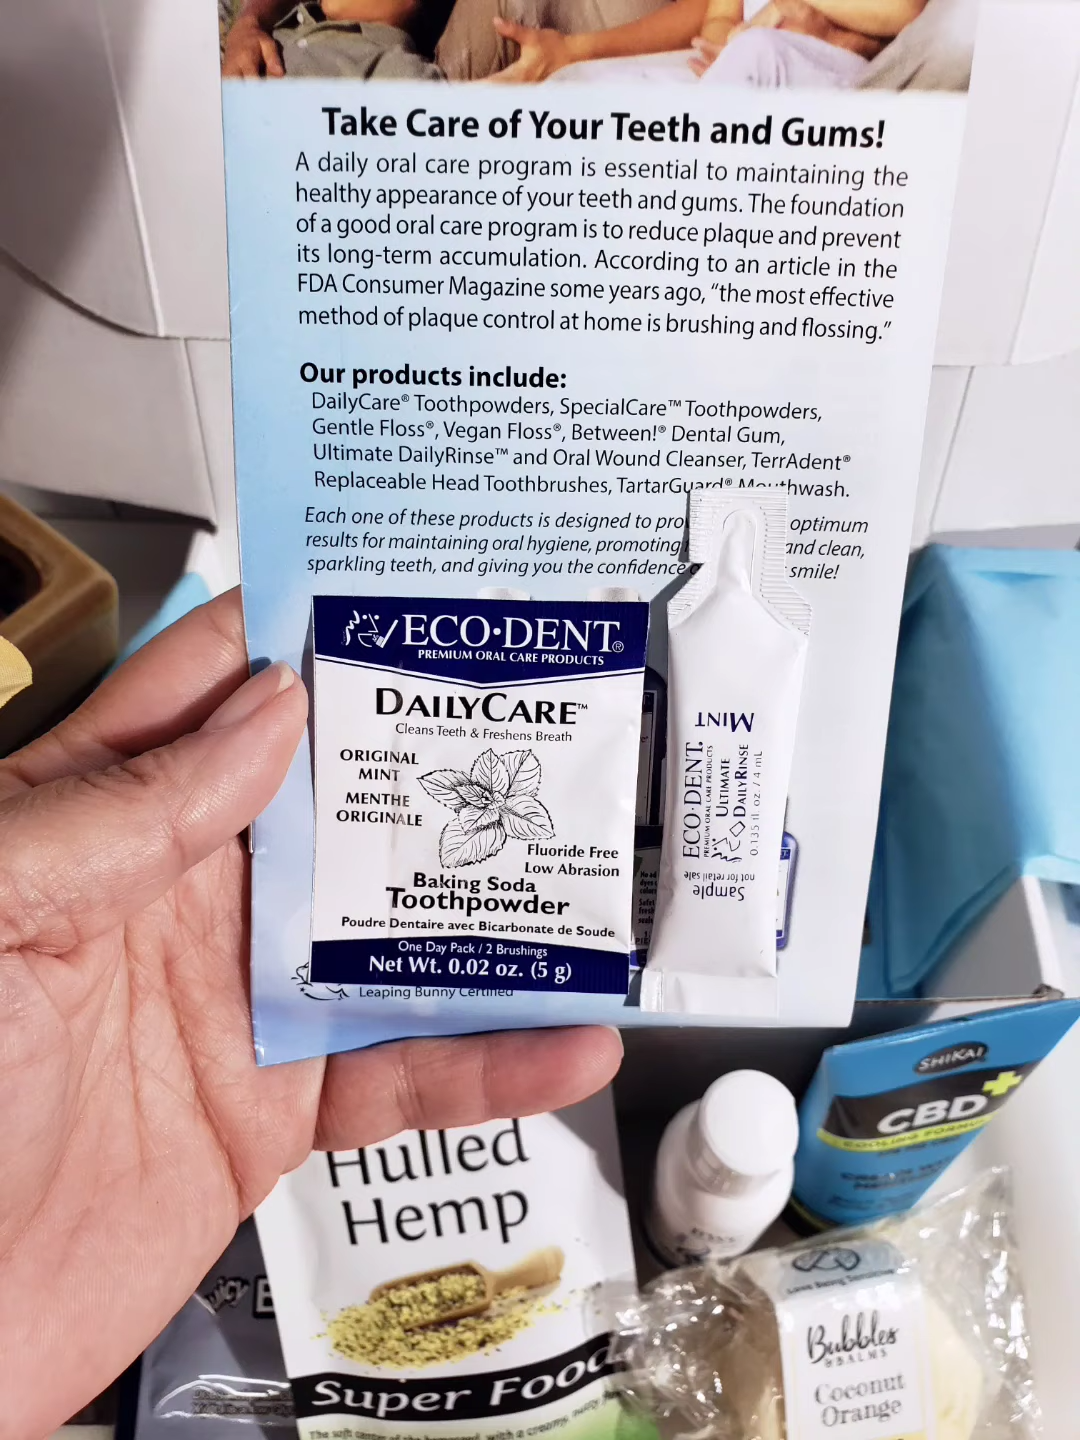 Take Care of Your Teeth and Gums!
A daily oral care program is essential to maintaining the
healthy appearance of your teeth and gums. The foundation
of a good oral care program is to reduce plaque and prevent
its long-term accumulation. According to an article in the
FDA Consumer Magazine some years ago, “the most effective
method of plaque control at home is brushing and flossing.”
Our products include:
DailyCare® Toothpowders, SpecialCare™ Toothpowders,
Gentle Floss®, Vegan Floss®, Between!® Dental Gum,
Ultimate DailyRinse™ and Oral Wound Cleanser, TerrAdent®
Replaceable Head Toothbrushes, TartarGuard® Mouthwash.
Each one of these products is designed to optimum
results for maintaining oral hygiene, promoting and clean,
sparkling teeth, and giving you the confidence smile!
ECO•DENT®
PREMIUM ORAL CARE PRODUCTS
DAILYCARE™
Cleans Teeth & Freshens Breath
ORIGINAL
MINT
MENTHE
ORIGINALE
Fluoride Free
Low Abrasion
Baking Soda
Toothpowder
Poudre Dentaire avec Bicarbonate de Soude
One Day Pack / 2 Brushings
Net Wt. 0.02 oz. (5 g)
Leaping Bunny Certified
MINT
ECO•DENT®
PREMIUM ORAL CARE PRODUCTS
ULTIMATE
DAILYRINSE
0.135 fl. oz. / 4 mL
Sample
not for retail sale
SHIKAI
CBD+
COOLING FORMULA
Hulled
Hemp
Super Food
Bubbles
& BALMS
Coconut
Orange